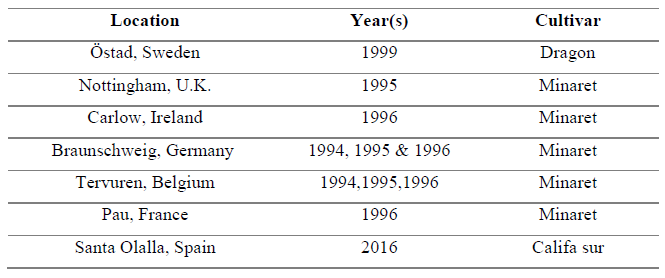 Location Year(s) Cultivar
Östad, Sweden 1999 Dragon
Nottingham, U.K. 1995 Minaret
Carlow, Ireland 1996 Minaret
Braunschweig, Germany 1994, 1995 & 1996 Minaret
Tervuren, Belgium 1994,1995,1996 Minaret
Pau, France 1996 Minaret
Santa Olalla, Spain 2016 Califa sur